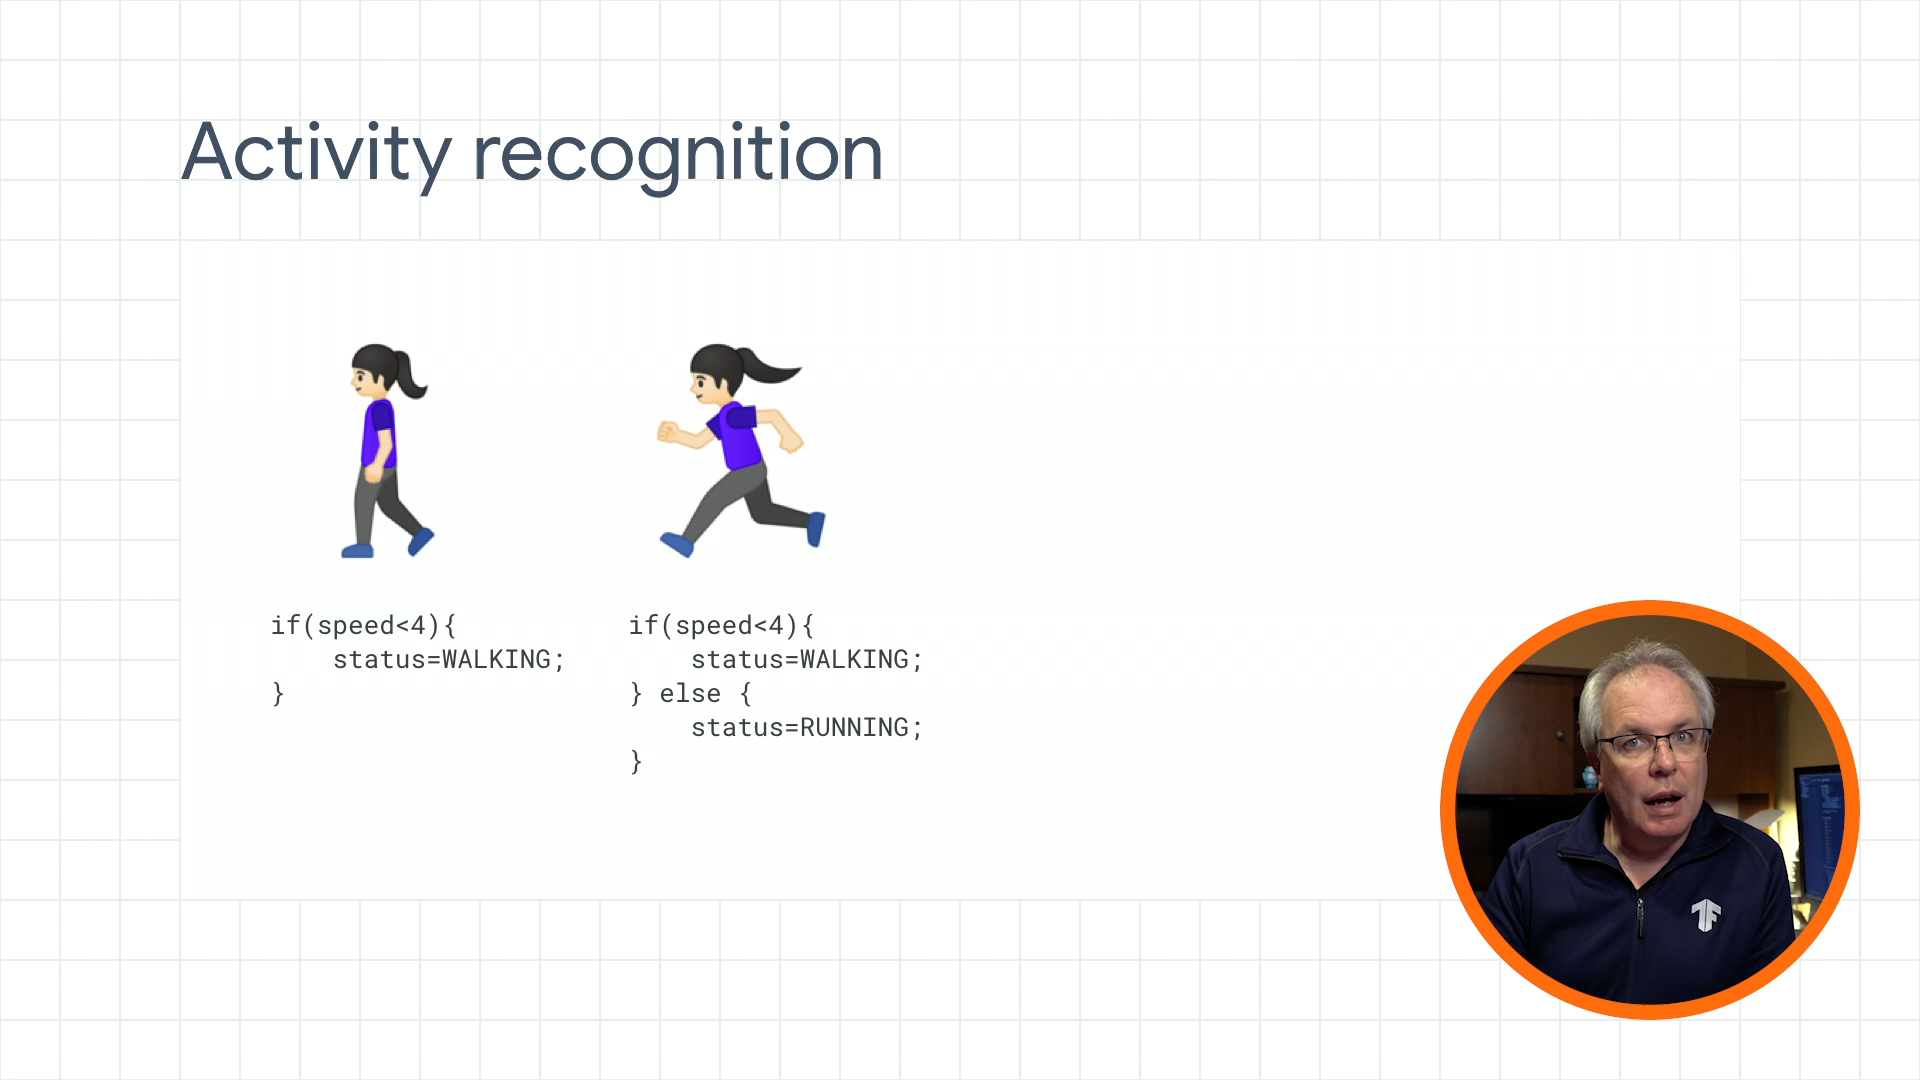 Activity recognition
if(speed<4){
    status=WALKING;
}
if(speed<4){
    status=WALKING;
} else {
    status=RUNNING;
}